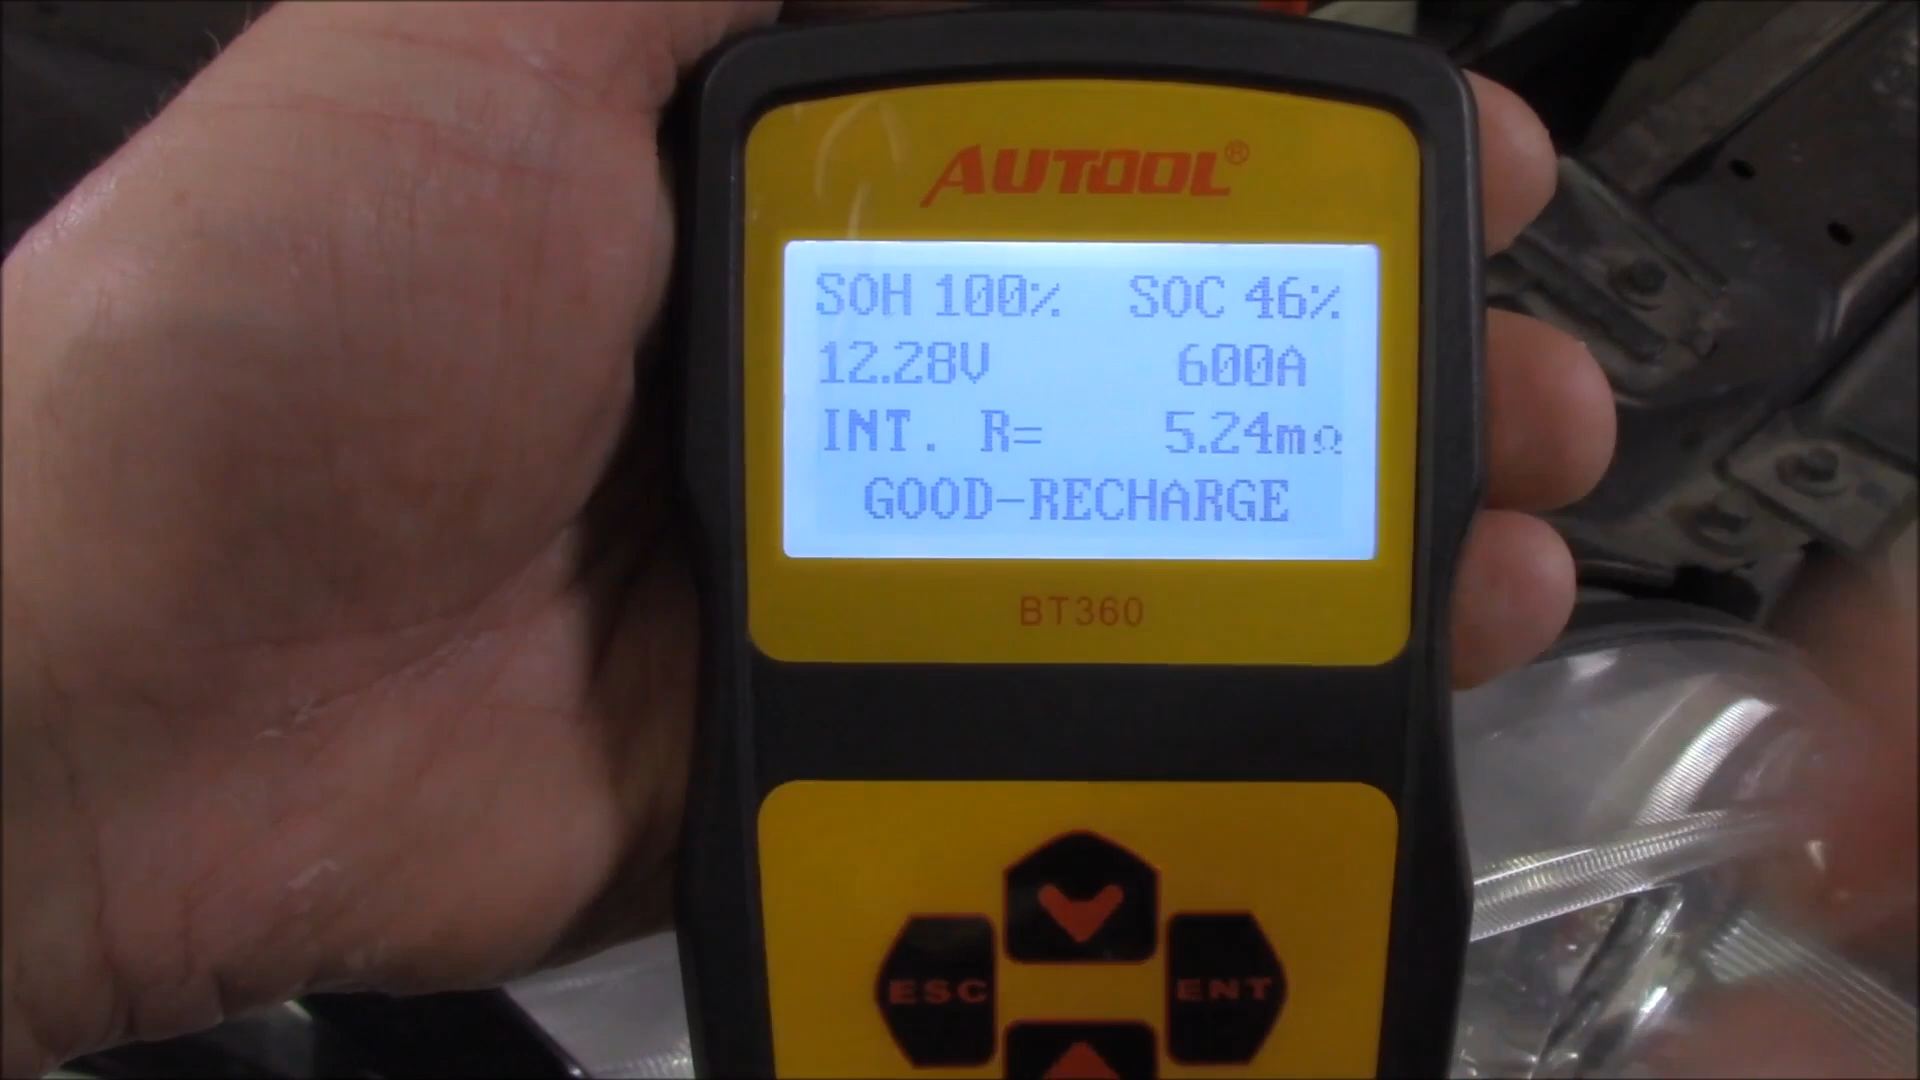 AUTOOL®
SOH 100% SOC 46%
12.28V 600A
INT. R= 5.24mΩ
GOOD-RECHARGE
BT360
ESC ENT